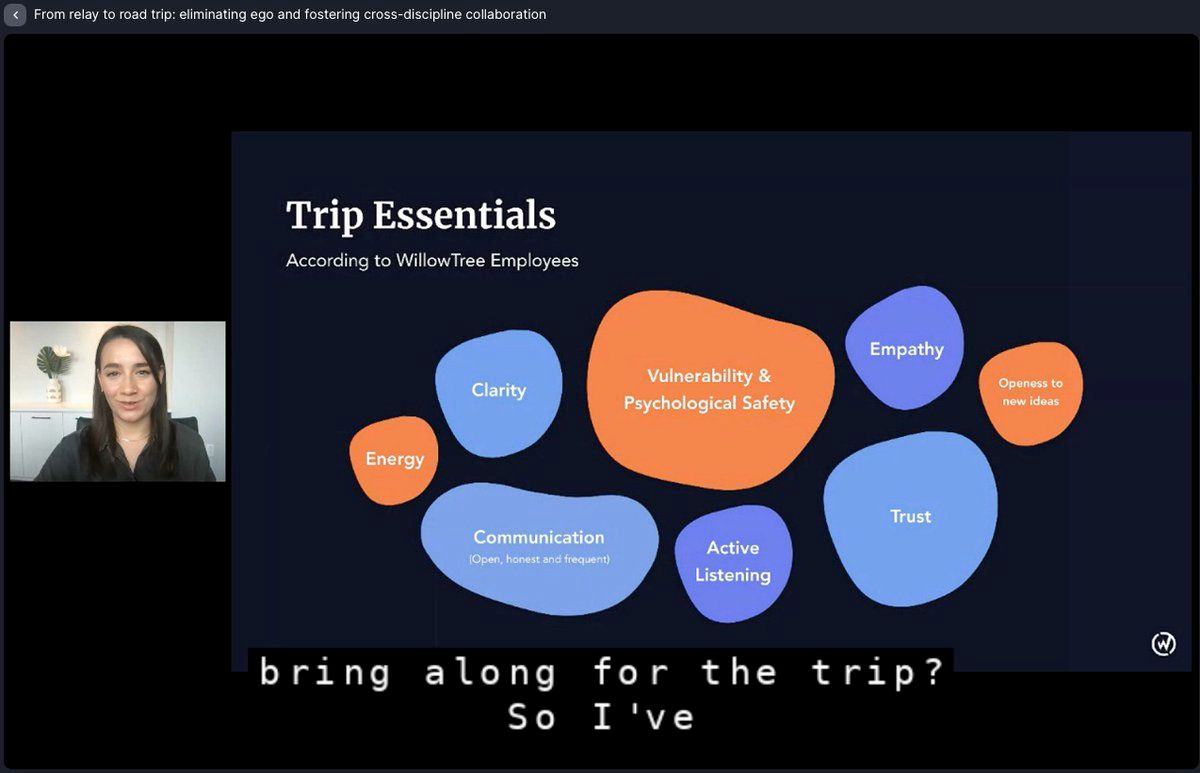 From relay to road trip: eliminating ego and fostering cross-discipline collaboration
Trip Essentials
According to WillowTree Employees
Clarity
Vulnerability &
Psychological Safety
Empathy
Openess to
new ideas
Energy
Communication
(Open, honest and frequent)
Active
Listening
Trust
W
bring along for the trip?
So I've